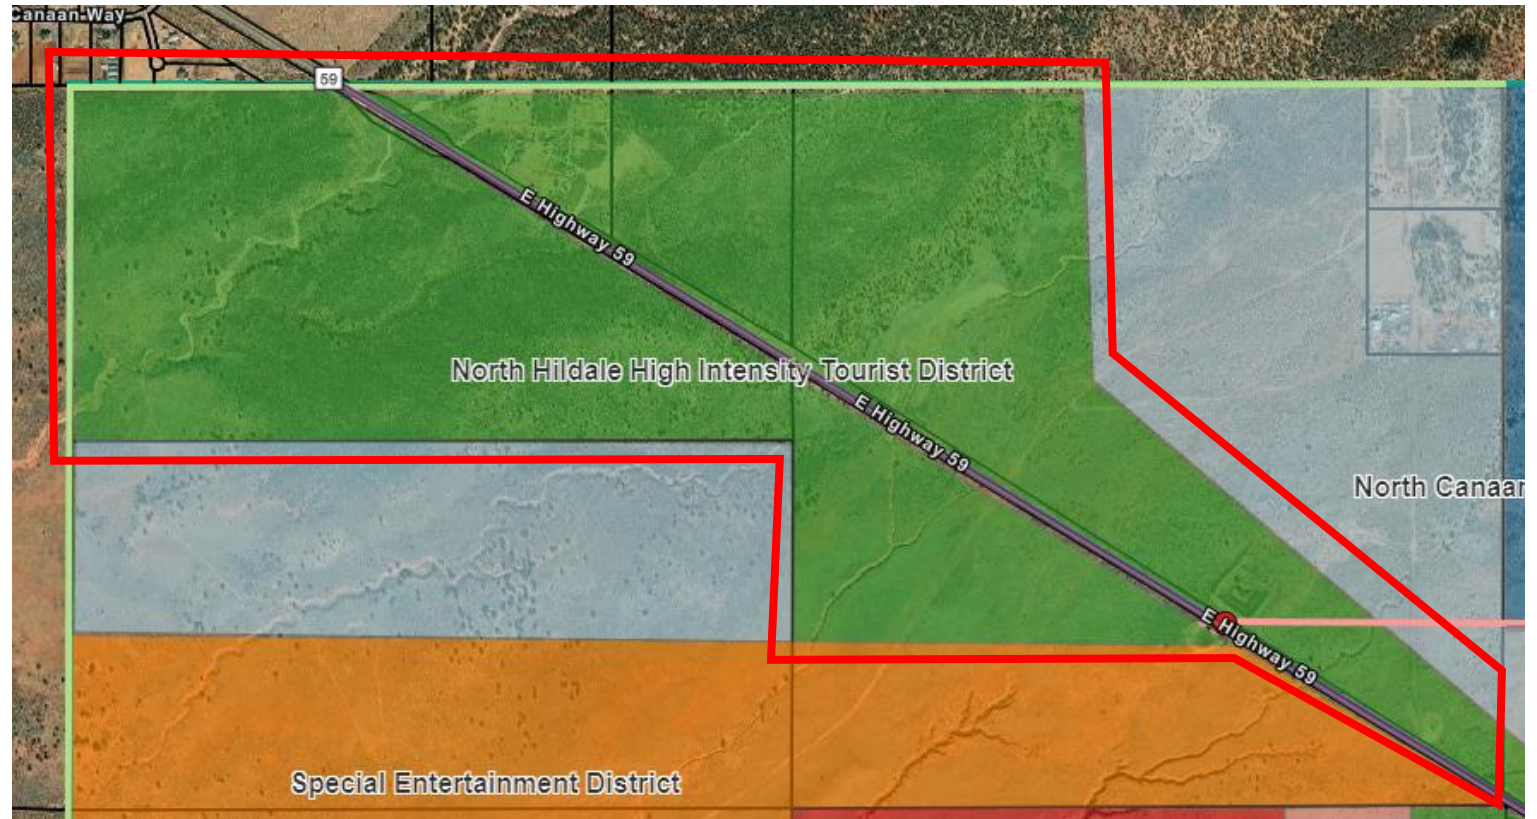 Canaan Way
59
E Highway 59
North Hildale High Intensity Tourist District
E Highway 59
North Canaan
E Highway 59
Special Entertainment District